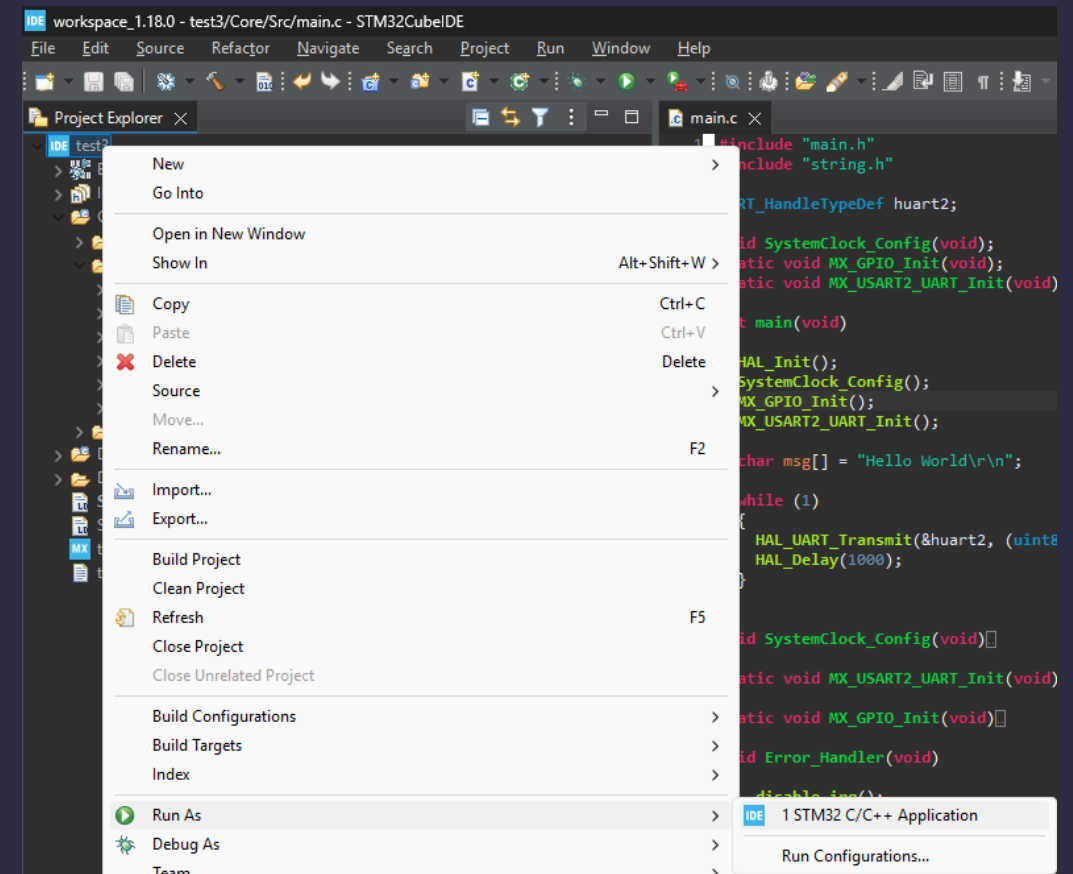 IDE workspace_1.18.0 - test3/Core/Src/main.c - STM32CubeIDE
File Edit Source Refactor Navigate Search Project Run Window Help
Project Explorer
main.c
IDE test3
New
Go Into
Open in New Window
Show In Alt+Shift+W
Copy Ctrl+C
Paste Ctrl+V
Delete Delete
Source
Move...
Rename... F2
Import...
Export...
Build Project
Clean Project
Refresh F5
Close Project
Close Unrelated Project
Build Configurations
Build Targets
Index
Run As
Debug As
Team
MX
1 #include "main.h"
nclude "string.h"
RT_HandleTypeDef huart2;
id SystemClock_Config(void);
atic void MX_GPIO_Init(void);
atic void MX_USART2_UART_Init(void)
t main(void)
HAL_Init();
SystemClock_Config();
MX_GPIO_Init();
MX_USART2_UART_Init();
char msg[] = "Hello World\r\n";
while (1)
{
HAL_UART_Transmit(&huart2, (uint8
HAL_Delay(1000);
}
id SystemClock_Config(void)
atic void MX_USART2_UART_Init(void)
atic void MX_GPIO_Init(void)
id Error_Handler(void)
disable_irq();
IDE 1 STM32 C/C++ Application
Run Configurations...